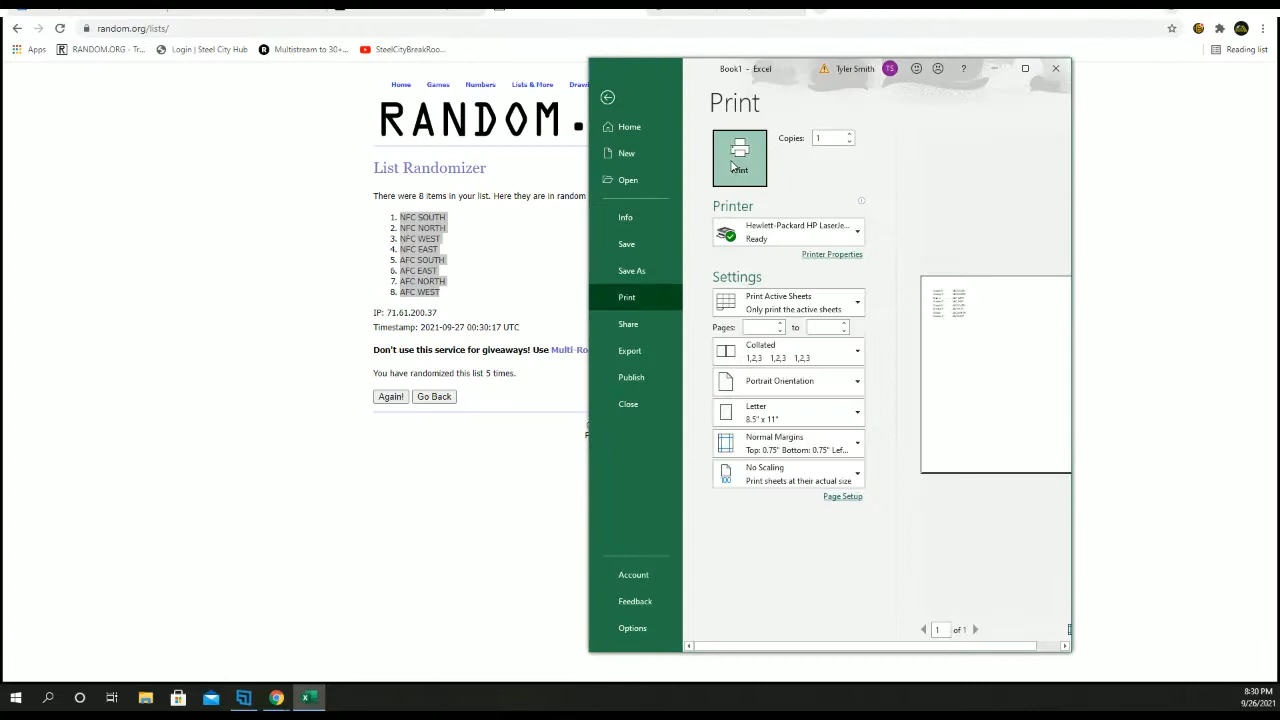 random.org/lists/
Apps RANDOM.ORG - Tr... Login | Steel City Hub Multistream to 30+... SteelCityBreakRoo... Reading list
Home Games Numbers Lists & More
RANDOM.
List Randomizer
There were 8 items in your list. Here they are in random
1. NFC SOUTH
2. NFC NORTH
3. NFC WEST
4. NFC EAST
5. AFC SOUTH
6. AFC EAST
7. AFC NORTH
8. AFC WEST
IP: 71.61.200.37
Timestamp: 2021-09-27 00:30:17 UTC
Don't use this service for giveaways! Use
You have randomized this list 5 times.
Again! Go Back
Book1 - Excel Tyler Smith TS ?
Home
New
Open
Info
Save
Save As
Print
Share
Export
Publish
Close
Account
Feedback
Options
Print
Print
Copies: 1
Printer
Hewlett-Packard HP LaserJe...
Ready
Printer Properties
Settings
Print Active Sheets
Only print the active sheets
Pages: to
Collated
1,2,3 1,2,3 1,2,3
Portrait Orientation
Letter
8.5" x 11"
Normal Margins
Top: 0.75" Bottom: 0.75" Lef...
No Scaling
100
Print sheets at their actual size
Page Setup
1 of 1
8:30 PM
9/26/2021